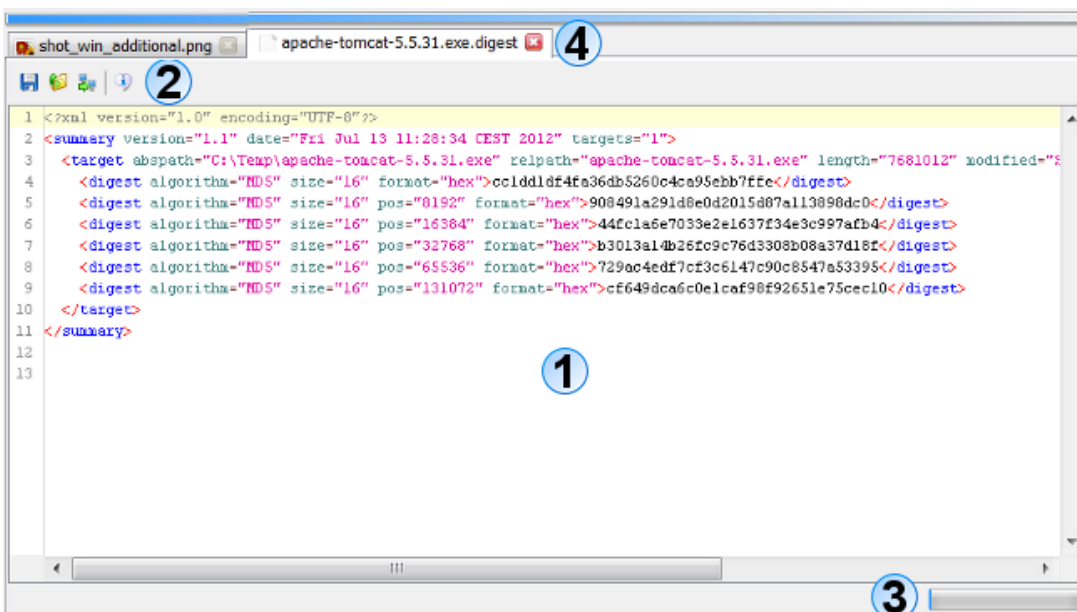 shot_win_additional.png
apache-tomcat-5.5.31.exe.digest
4
2
1 <?xml version="1.0" encoding="UTF-8"?>
2 <summary version="1.1" date="Fri Jul 13 11:28:34 CEST 2012" targets="1">
3 <target abspath="C:\Temp\apache-tomcat-5.5.31.exe" relpath="apache-tomcat-5.5.31.exe" length="7681012" modified="S
4 <digest algorithm="MD5" size="16" format="hex">cc1dd1df4fa36db5260c4ca95ebb7ffe</digest>
5 <digest algorithm="MD5" size="16" pos="8192" format="hex">908491a291d8e0d2015d87a113898dc0</digest>
6 <digest algorithm="MD5" size="16" pos="16384" format="hex">44fc1a6e7033e2e1637f34e3c997afb4</digest>
7 <digest algorithm="MD5" size="16" pos="32768" format="hex">b3013a14b26fc9c76d3308b08a37d18f</digest>
8 <digest algorithm="MD5" size="16" pos="65536" format="hex">729ac4edf7cf3c6147c90c8547a53395</digest>
9 <digest algorithm="MD5" size="16" pos="131072" format="hex">cf649dca6c0e1caf98f92651e75cec10</digest>
10 </target>
11 </summary>
12
13
1
3